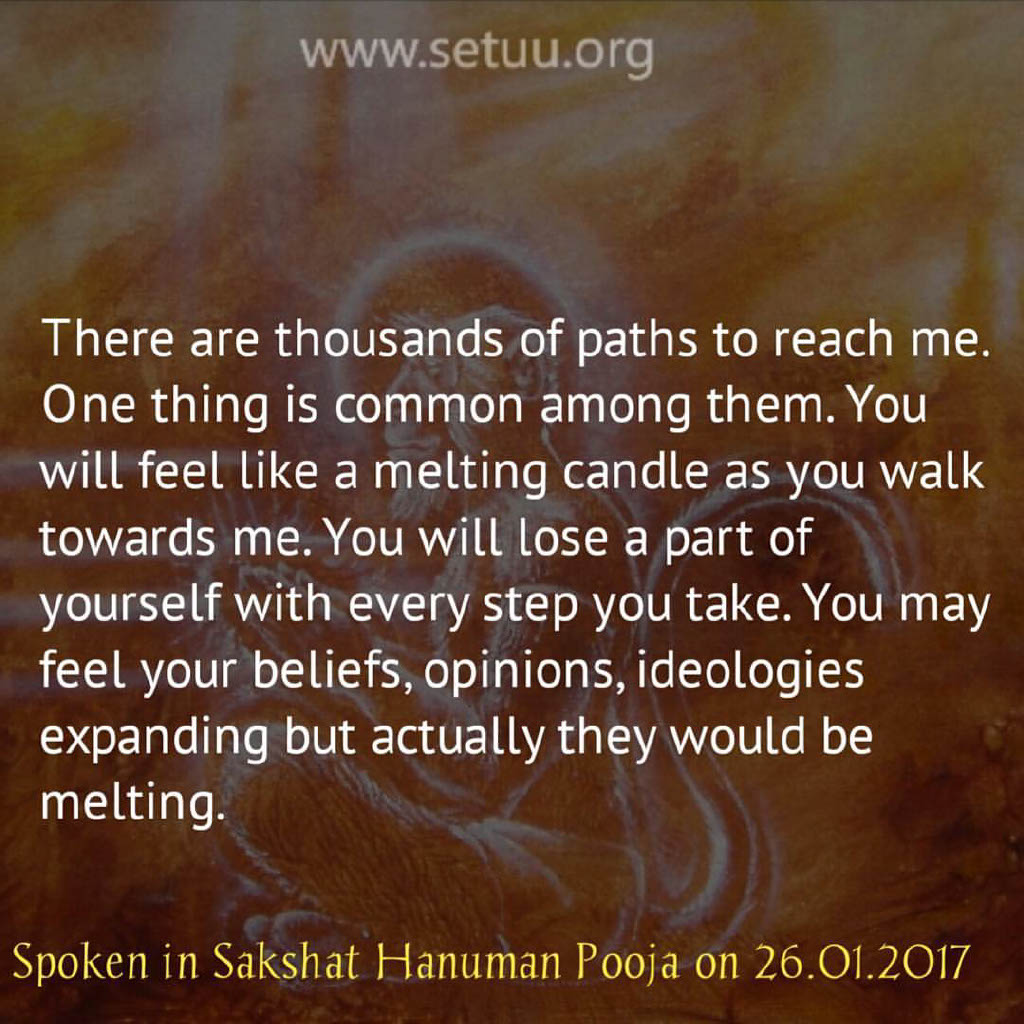 www.setuu.org
There are thousands of paths to reach me.
One thing is common among them. You
will feel like a melting candle as you walk
towards me. You will lose a part of
yourself with every step you take. You may
feel your beliefs, opinions, ideologies
expanding but actually they would be
melting.
Spoken in Sakshat Hanuman Pooja on 26.01.2017